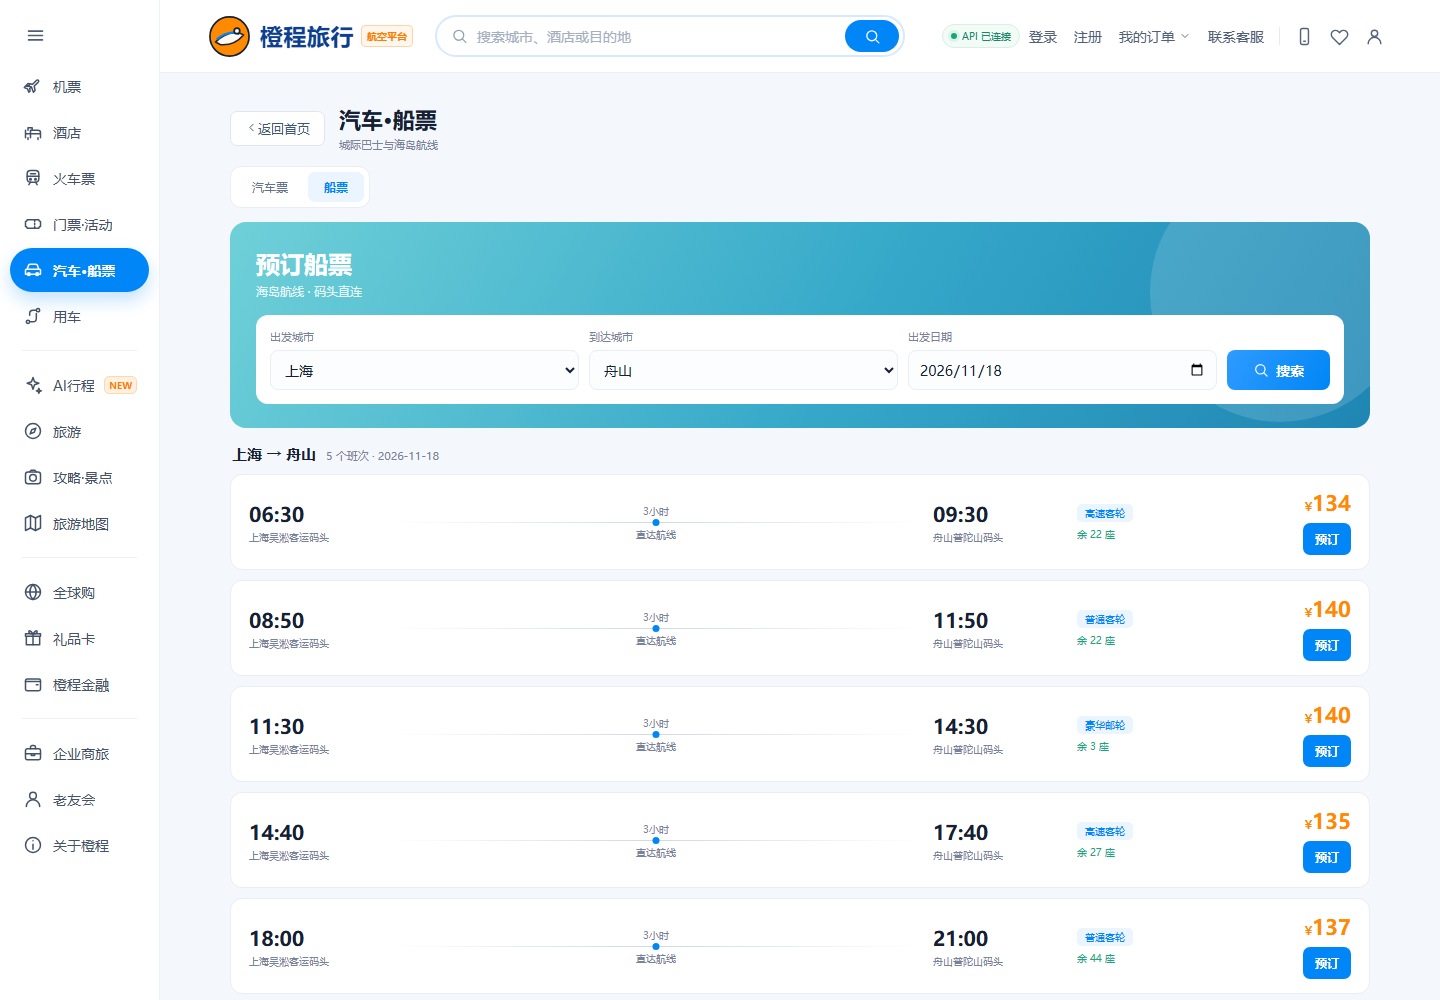 橙程旅行 航空平台
搜索城市、酒店或目的地
API 已连接 登录 注册 我的订单 联系客服
机票
酒店
火车票
门票·活动
汽车•船票
用车
AI行程 NEW
旅游
攻略·景点
旅游地图
全球购
礼品卡
橙程金融
企业商旅
老友会
关于橙程
返回首页
汽车•船票
城际巴士与海岛航线
汽车票 船票
预订船票
海岛航线 · 码头直连
出发城市 到达城市 出发日期
上海 舟山 2026/11/18 搜索
上海 → 舟山 5 个班次 · 2026-11-18
06:30 3小时 09:30 高速客轮 ¥134
上海吴淞客运码头 直达航线 舟山普陀山码头 余 22 座 预订
08:50 3小时 11:50 普通客轮 ¥140
上海吴淞客运码头 直达航线 舟山普陀山码头 余 22 座 预订
11:30 3小时 14:30 豪华邮轮 ¥140
上海吴淞客运码头 直达航线 舟山普陀山码头 余 3 座 预订
14:40 3小时 17:40 高速客轮 ¥135
上海吴淞客运码头 直达航线 舟山普陀山码头 余 27 座 预订
18:00 3小时 21:00 普通客轮 ¥137
上海吴淞客运码头 直达航线 舟山普陀山码头 余 44 座 预订